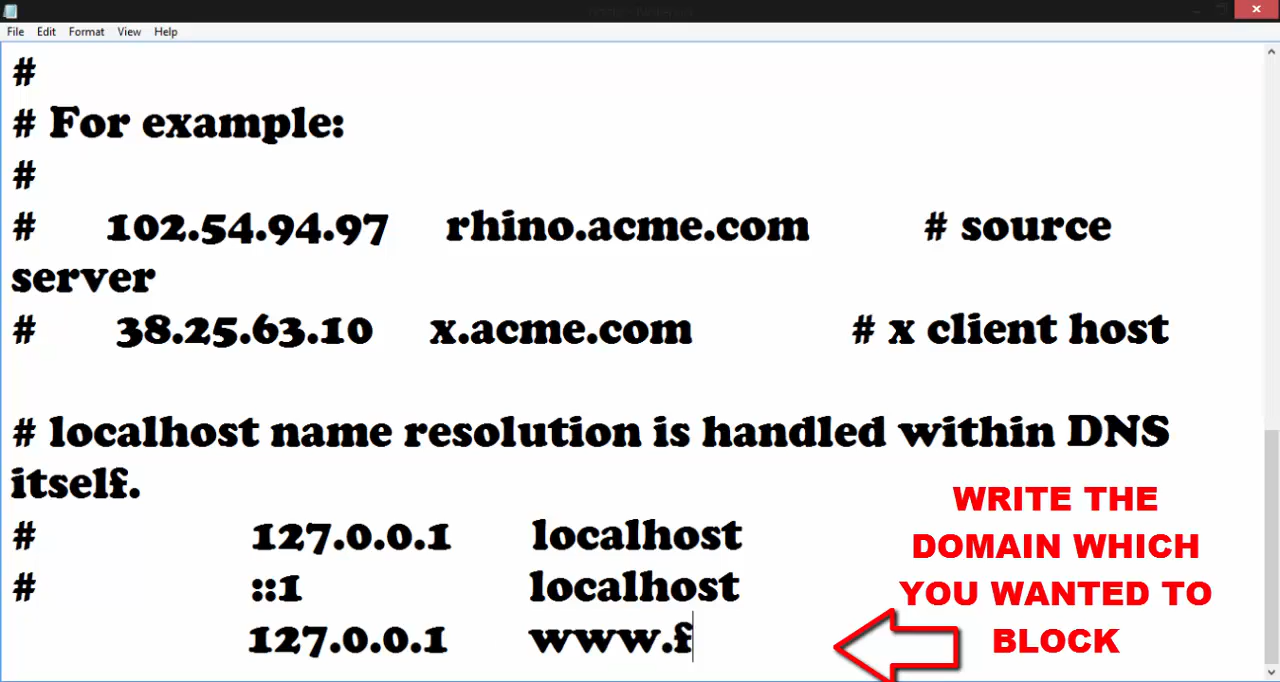 File Edit Format View Help
#
# For example:
#
# 102.54.94.97 rhino.acme.com # source
server
# 38.25.63.10 x.acme.com # x client host
# localhost name resolution is handled within DNS
itself.
# 127.0.0.1 localhost
# ::1 localhost
127.0.0.1 www.f
WRITE THE
DOMAIN WHICH
YOU WANTED TO
BLOCK